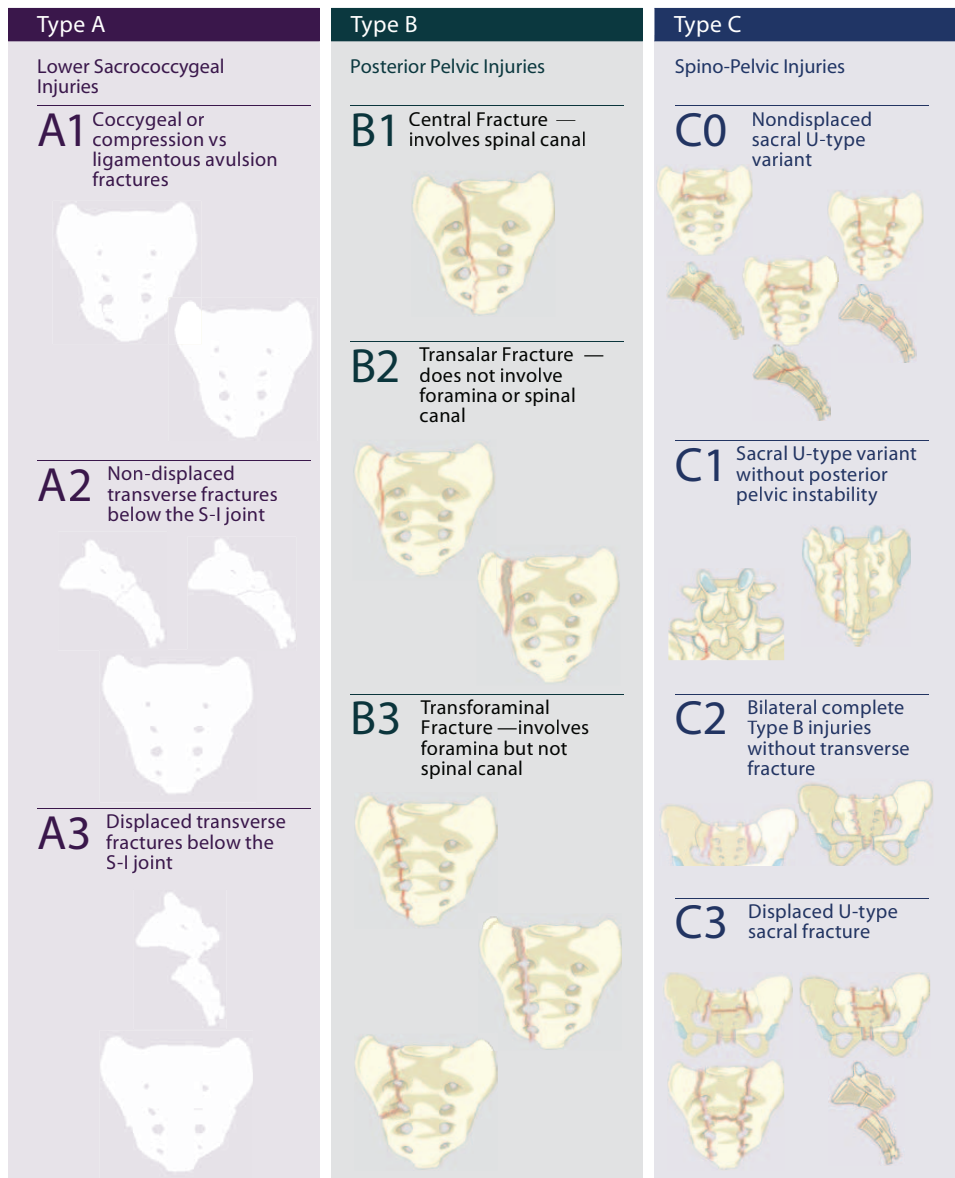 Type A
Lower Sacrococcygeal
Injuries
A1 Coccygeal or
compression vs
ligamentous avulsion
fractures
A2 Non-displaced
transverse fractures
below the S-I joint
A3 Displaced transverse
fractures below the
S-I joint
Type B
Posterior Pelvic Injuries
B1 Central Fracture —
involves spinal canal
B2 Transalar Fracture —
does not involve
foramina or spinal
canal
B3 Transforaminal
Fracture —involves
foramina but not
spinal canal
Type C
Spino-Pelvic Injuries
C0 Nondisplaced
sacral U-type
variant
C1 Sacral U-type variant
without posterior
pelvic instability
C2 Bilateral complete
Type B injuries
without transverse
fracture
C3 Displaced U-type
sacral fracture